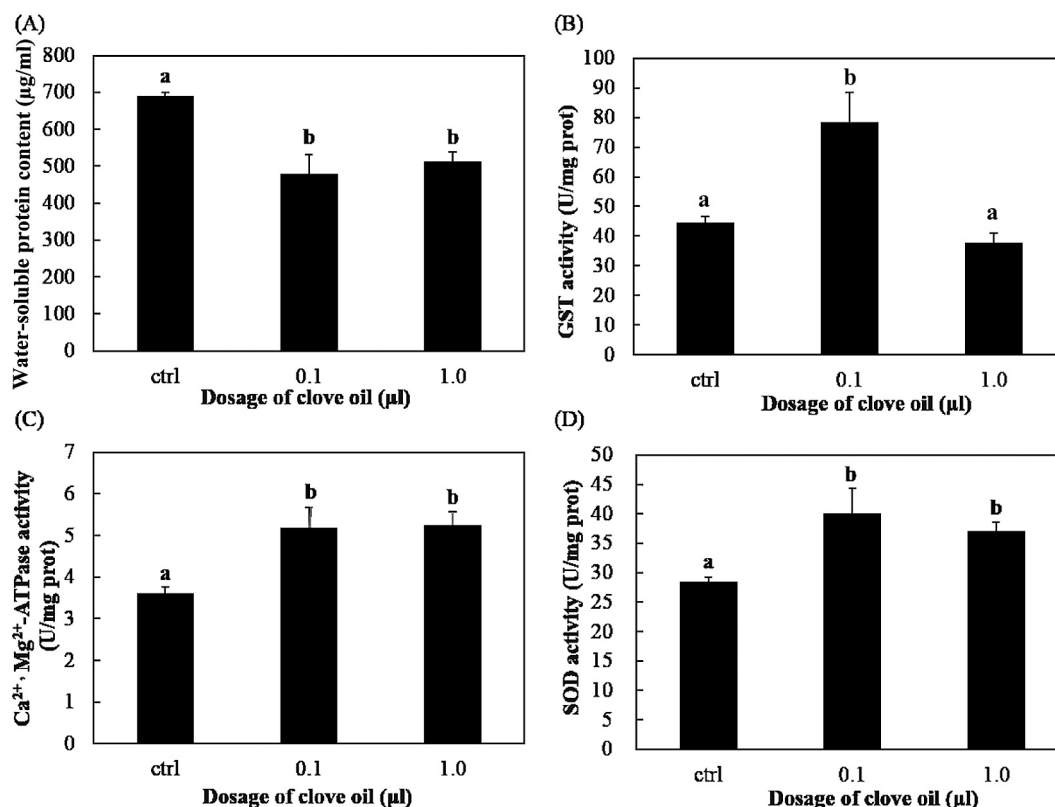 (A)
Water-soluble protein content (µg/ml)
800
700
600
500
400
300
200
100
0
a
b
b
ctrl
0.1
1.0
Dosage of clove oil (µl)
(B)
GST activity (U/mg prot)
100
90
80
70
60
50
40
30
20
10
0
a
b
a
ctrl
0.1
1.0
Dosage of clove oil (µl)
(C)
Ca²⁺, Mg²⁺-ATPase activity
(U/mg prot)
7
6
5
4
3
2
1
0
a
b
b
ctrl
0.1
1.0
Dosage of clove oil (µl)
(D)
SOD activity (U/mg prot)
50
45
40
35
30
25
20
15
10
5
0
a
b
b
ctrl
0.1
1.0
Dosage of clove oil (µl)